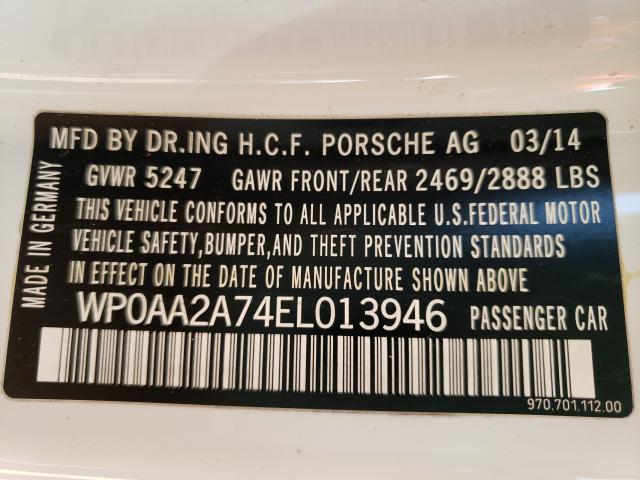 MFD BY DR.ING H.C.F. PORSCHE AG 03/14
GVWR 5247 GAWR FRONT/REAR 2469/2888 LBS
THIS VEHICLE CONFORMS TO ALL APPLICABLE U.S.FEDERAL MOTOR
VEHICLE SAFETY,BUMPER,AND THEFT PREVENTION STANDARDS
IN EFFECT ON THE DATE OF MANUFACTURE SHOWN ABOVE
WP0AA2A74EL013946 PASSENGER CAR
970.701.112.00
MADE IN GERMANY